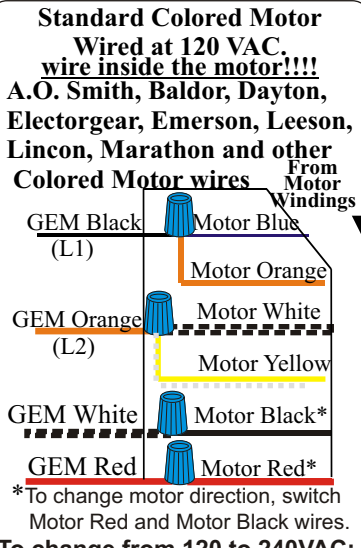 Standard Colored Motor
Wired at 120 VAC.
wire inside the motor!!!!
A.O. Smith, Baldor, Dayton,
Electorgear, Emerson, Leeson,
Lincon, Marathon and other
Colored Motor wires
From
Motor
Windings
GEM Black
Motor Blue
(L1)
Motor Orange
GEM Orange
Motor White
(L2)
Motor Yellow
GEM White
Motor Black*
GEM Red
Motor Red*
*To change motor direction, switch
Motor Red and Motor Black wires.
To change from 120 to 240VAC: